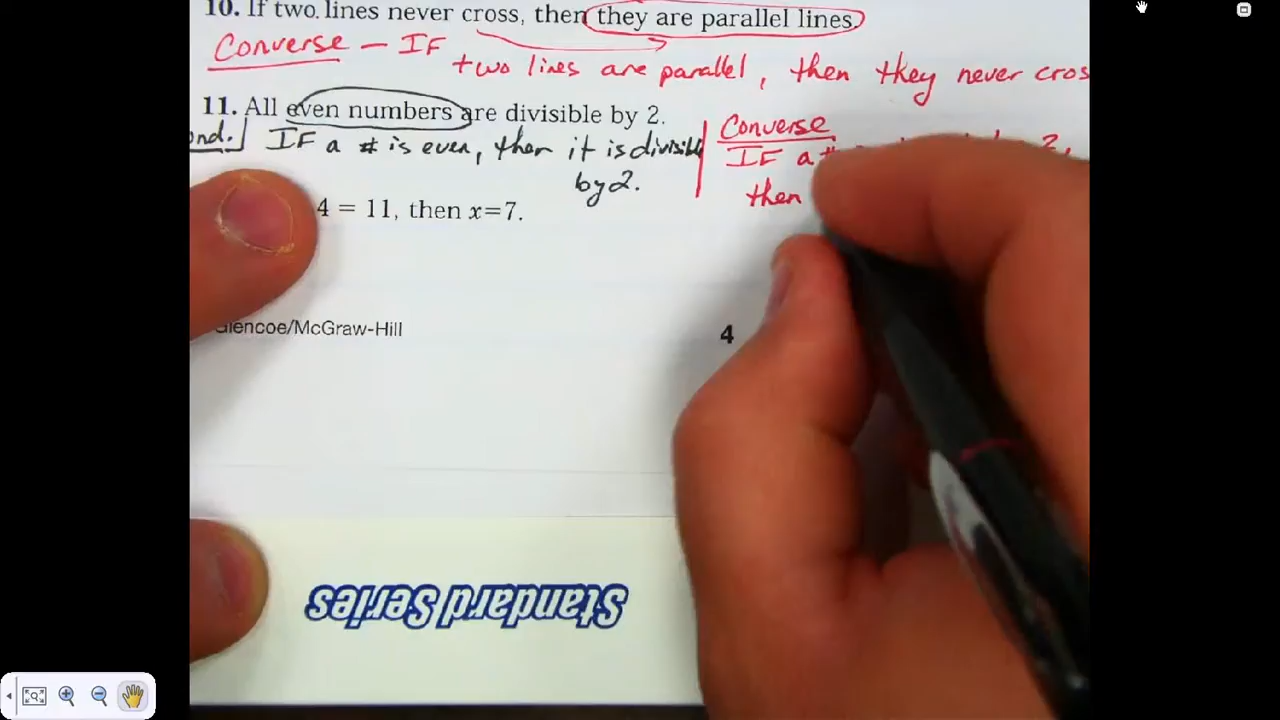 10. If two lines never cross, then they are parallel lines
Converse - IF
two lines are parallel, then they never cros
11. All even numbers are divisible by 2.
ond. IF a # is even, then it is divisible
by 2.
Converse
IF a # 2,
then
4 = 11, then x=7.
Glencoe/McGraw-Hill
4
Standard Series